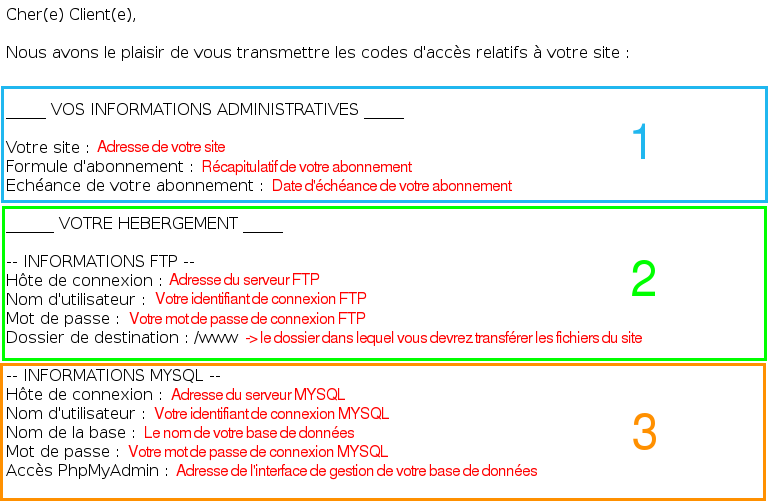 Cher(e) Client(e),
Nous avons le plaisir de vous transmettre les codes d'accès relatifs à votre site :
_____ VOS INFORMATIONS ADMINISTRATIVES _____
1
Votre site : Adresse de votre site
Formule d'abonnement : Récapitulatif de votre abonnement
Echéance de votre abonnement : Date d'échéance de votre abonnement
______ VOTRE HEBERGEMENT _____
-- INFORMATIONS FTP --
2
Hôte de connexion : Adresse du serveur FTP
Nom d'utilisateur : Votre identifiant de connexion FTP
Mot de passe : Votre mot de passe de connexion FTP
Dossier de destination : /www -> le dossier dans lequel vous devrez transférer les fichiers du site
-- INFORMATIONS MYSQL --
Hôte de connexion : Adresse du serveur MYSQL
Nom d'utilisateur : Votre identifiant de connexion MYSQL
Nom de la base : Le nom de votre base de données
3
Mot de passe : Votre mot de passe de connexion MYSQL
Accès PhpMyAdmin : Adresse de l'interface de gestion de votre base de données